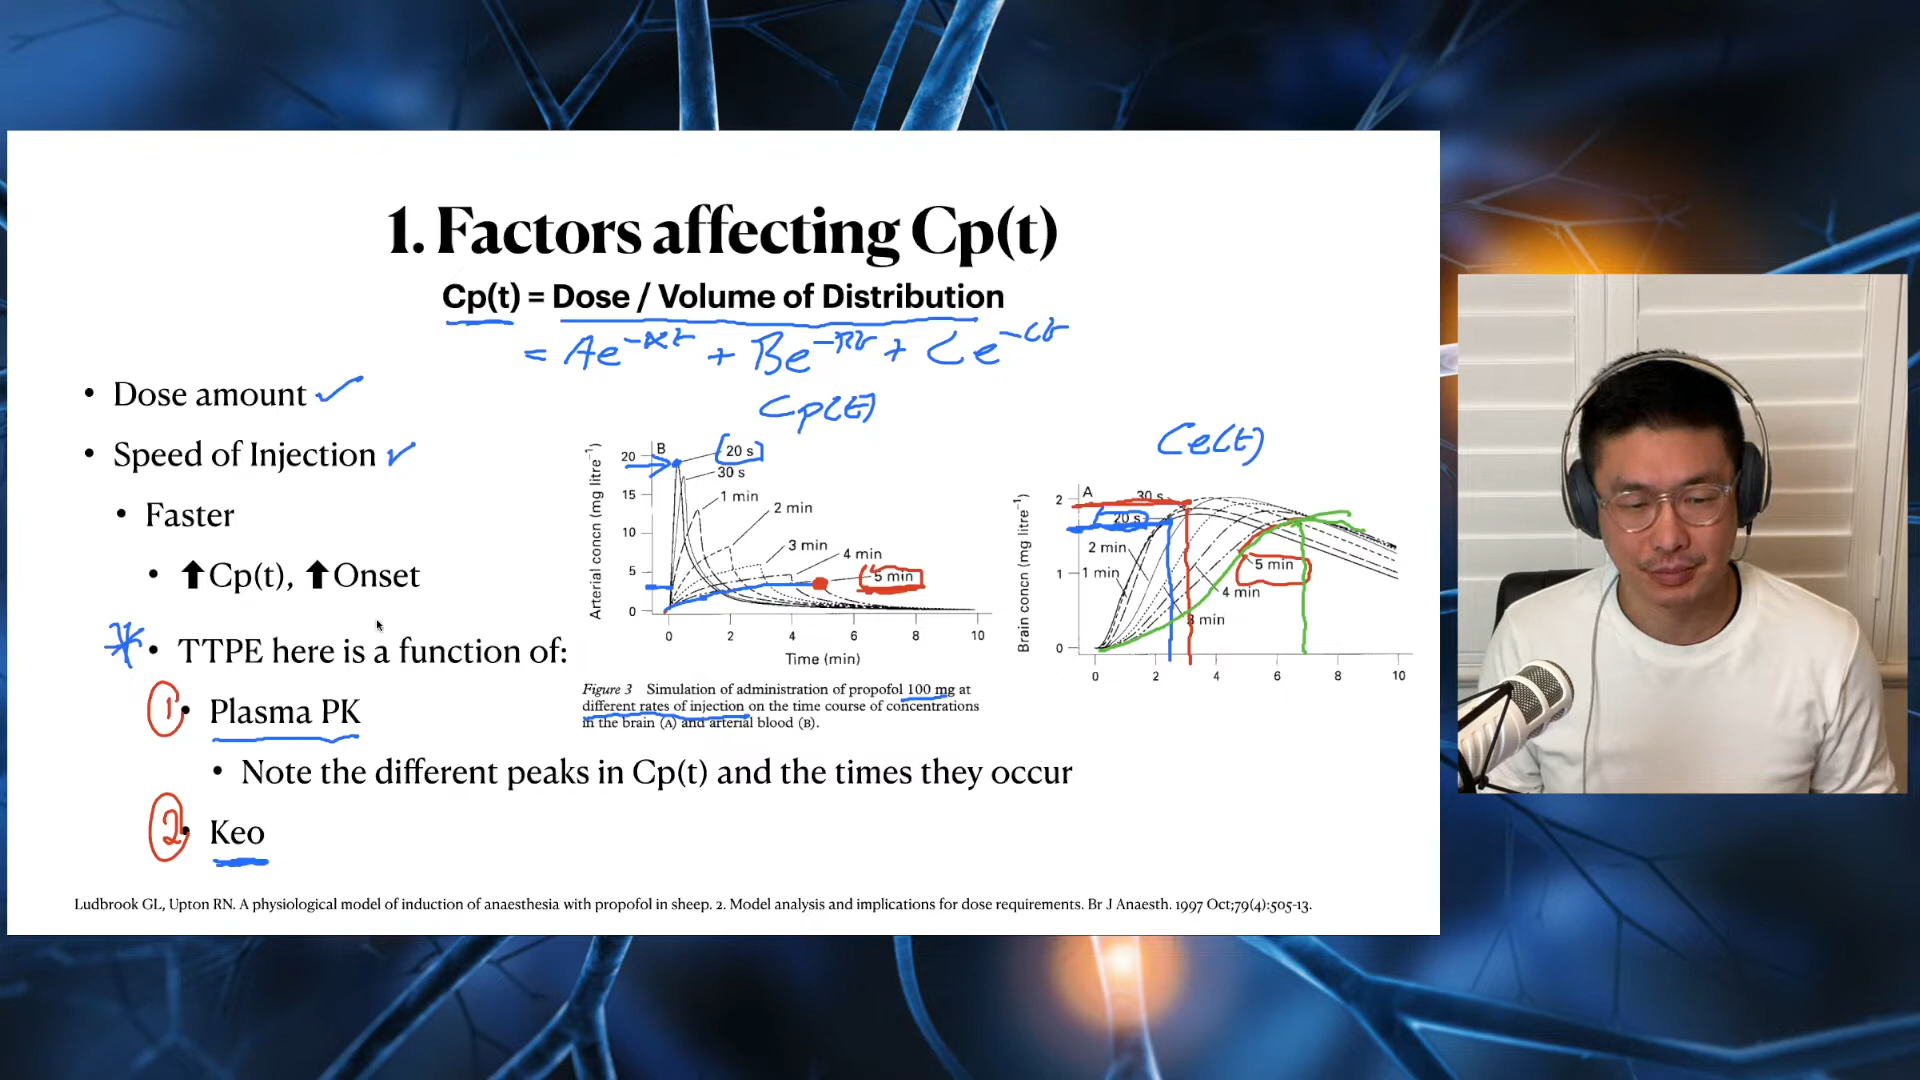 1. Factors affecting Cp(t)
Cp(t) = Dose / Volume of Distribution
= Ae + Be + Ce
• Dose amount ✓
• Speed of Injection ✓
• Faster
• ⬆Cp(t), ⬆Onset
* • TTPE here is a function of:
1 • Plasma PK
• Note the different peaks in Cp(t) and the times they occur
2 • Keo
Cp(t)
B
20 s
30 s
1 min
2 min
3 min
4 min
5 min
Arterial concn (mg litre⁻¹)
20
15
10
5
0
0 2 4 6 8 10
Time (min)
Figure 3 Simulation of administration of propofol 100 mg at
different rates of injection on the time course of concentrations
in the brain (A) and arterial blood (B).
Ce(t)
A
30 s
20 s
2 min
1 min
5 min
4 min
3 min
Brain concn (mg litre⁻¹)
2
1
0
0 2 4 6 8 10
Ludbrook GL, Upton RN. A physiological model of induction of anaesthesia with propofol in sheep. 2. Model analysis and implications for dose requirements. Br J Anaesth. 1997 Oct;79(4):505-13.